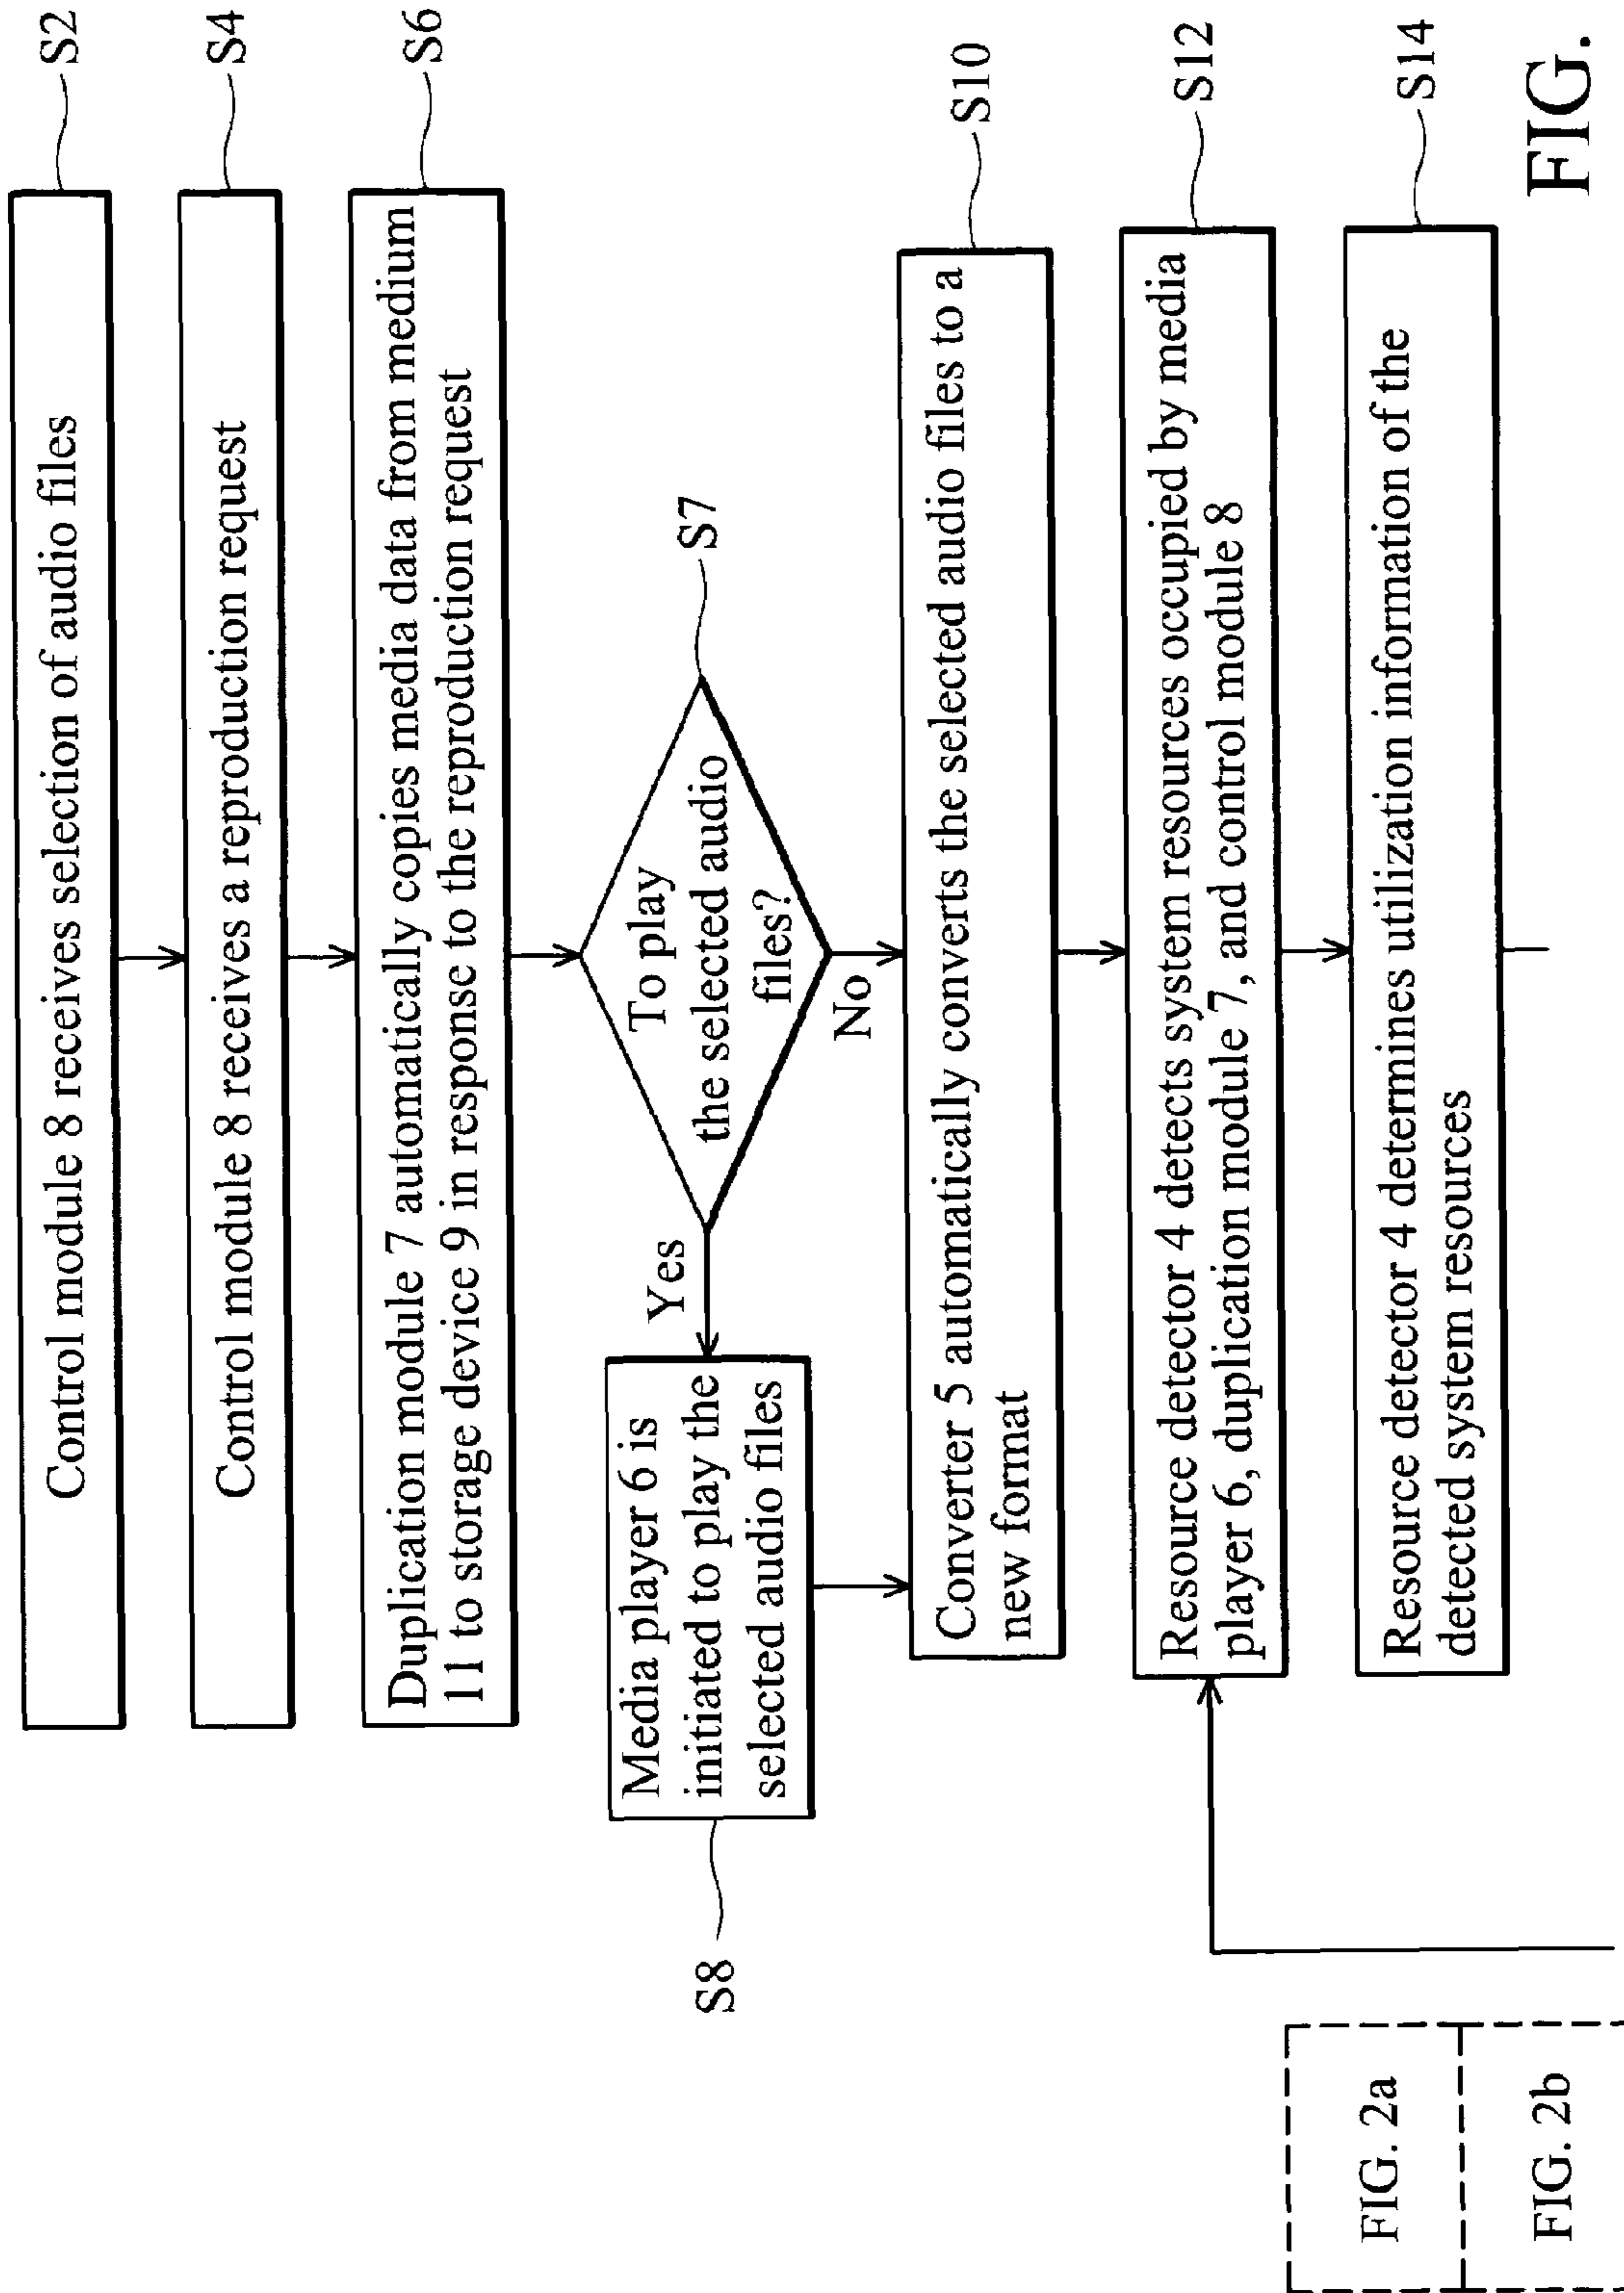 Control module 8 receives selection of audio files
S2
Control module 8 receives a reproduction request
S4
Duplication module 7 automatically copies media data from medium
11 to storage device 9 in response to the reproduction request
S6
To play
the selected audio
files?
S7
Yes
No
Media player 6 is
initiated to play the
selected audio files
S8
Converter 5 automatically converts the selected audio files to a
new format
S10
Resource detector 4 detects system resources occupied by media
player 6, duplication module 7, and control module 8
S12
Resource detector 4 determines utilization information of the
detected system resources
S14
FIG. 2a
FIG. 2b
FIG.